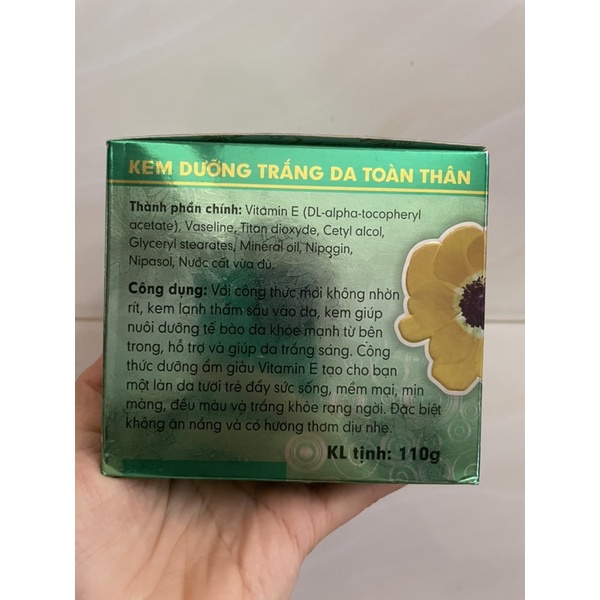 KEM DƯỠNG TRẮNG DA TOÀN THÂN
Thành phần chính: Vitamin E (DL-alpha-tocopheryl
acetate), Vaseline, Titan dioxyde, Cetyl alcol,
Glyceryl stearates, Mineral oil, Nipagin,
Nipasol, Nước cất vừa đủ.
Công dụng: Với công thức mới không nhờn
rít, kem lạnh thấm sâu vào da, kem giúp
nuôi dưỡng tế bào da khỏe mạnh từ bên
trong, hỗ trợ và giúp da trắng sáng. Công
thức dưỡng ẩm giàu Vitamin E tạo cho bạn
một làn da tươi trẻ đầy sức sống, mềm mại, mịn
màng, đều màu và trắng khỏe rạng ngời. Đặc biệt
không ăn nắng và có hương thơm dịu nhẹ.
KL tịnh: 110g